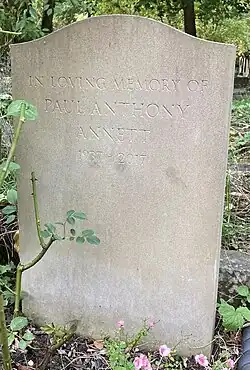 IN LOVING MEMORY OF
PAUL ANTHONY
ANNETT
1937 - 2017